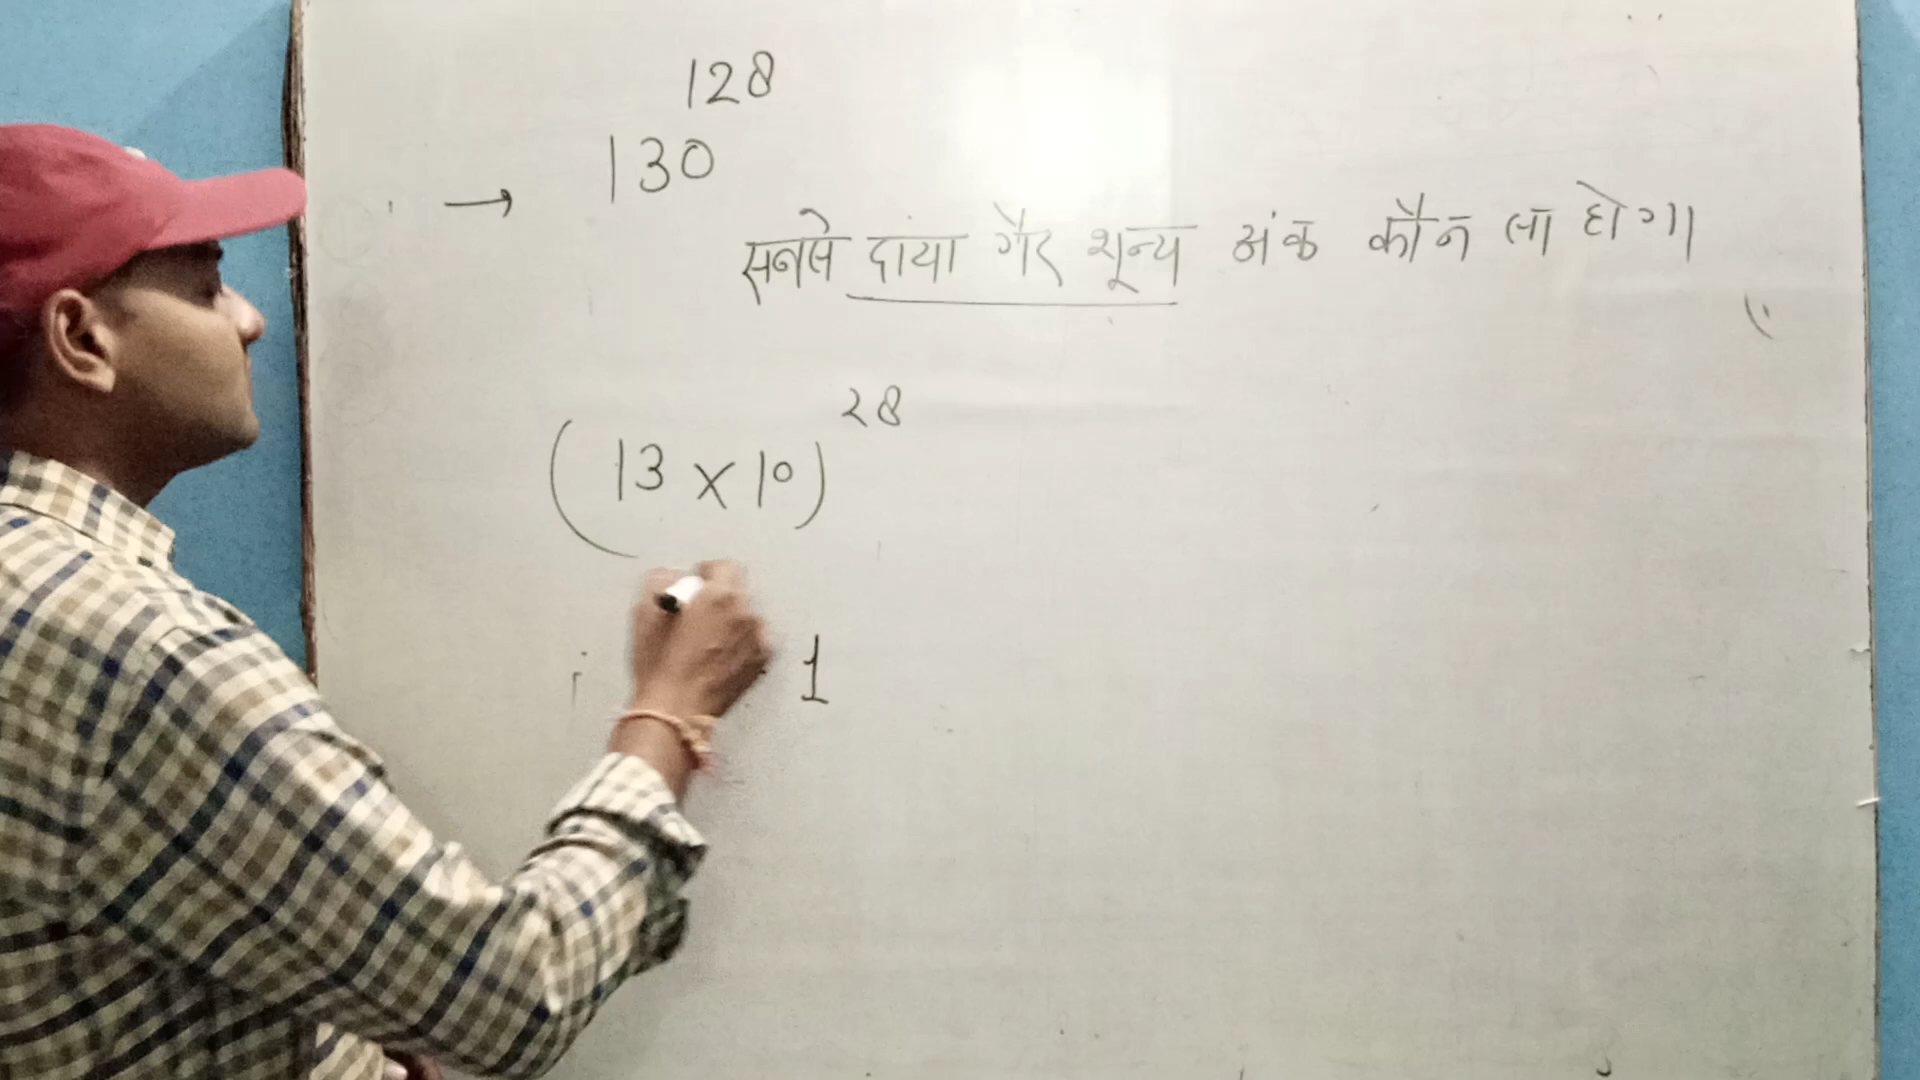 128
→ 130
सबसे दांया गैर शून्य अंक कौन सा होगा
(13 × 10)28
1